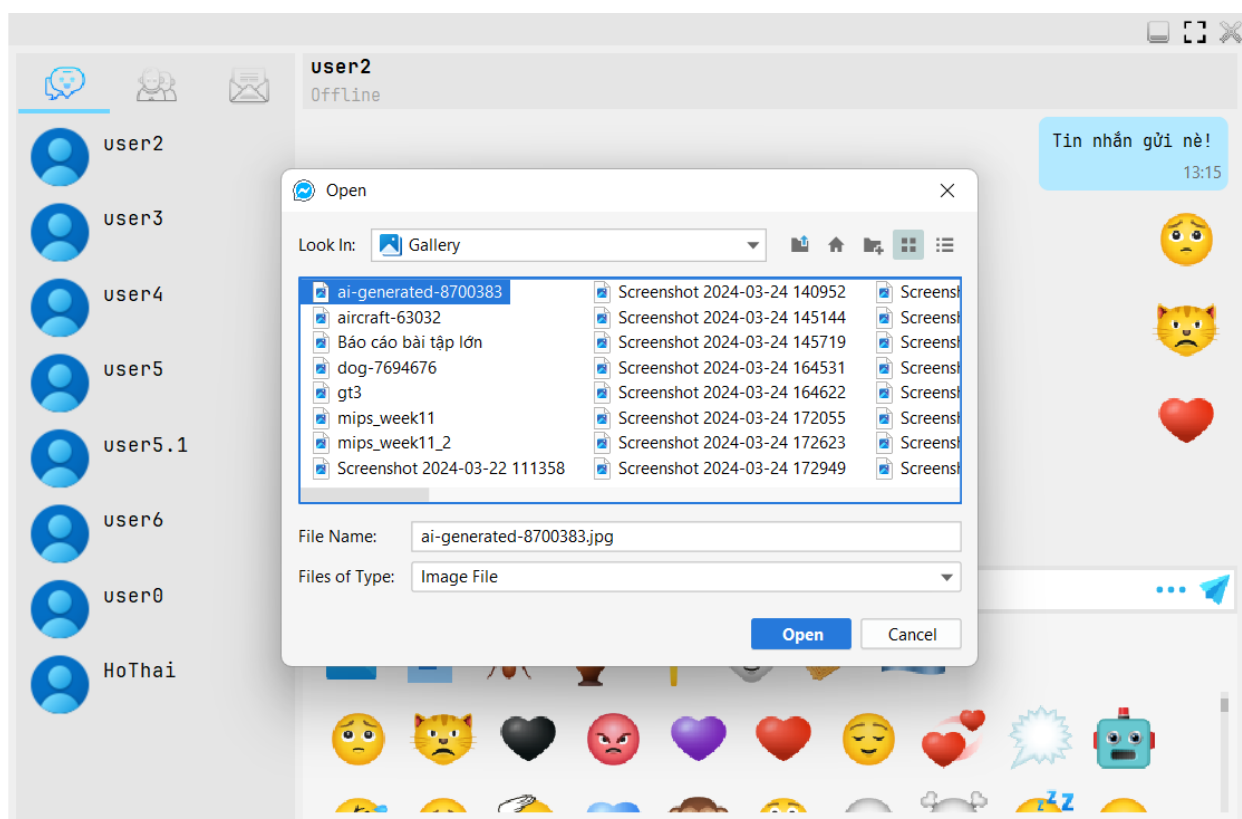 user2
Offline
user2
user3
user4
user5
user5.1
user6
user0
HoThai
Tin nhắn gửi nè!
13:15
Open
Look In: Gallery
ai-generated-8700383
aircraft-63032
Báo cáo bài tập lớn
dog-7694676
gt3
mips_week11
mips_week11_2
Screenshot 2024-03-22 111358
Screenshot 2024-03-24 140952
Screenshot 2024-03-24 145144
Screenshot 2024-03-24 145719
Screenshot 2024-03-24 164531
Screenshot 2024-03-24 164622
Screenshot 2024-03-24 172055
Screenshot 2024-03-24 172623
Screenshot 2024-03-24 172949
File Name: ai-generated-8700383.jpg
Files of Type: Image File
Open Cancel